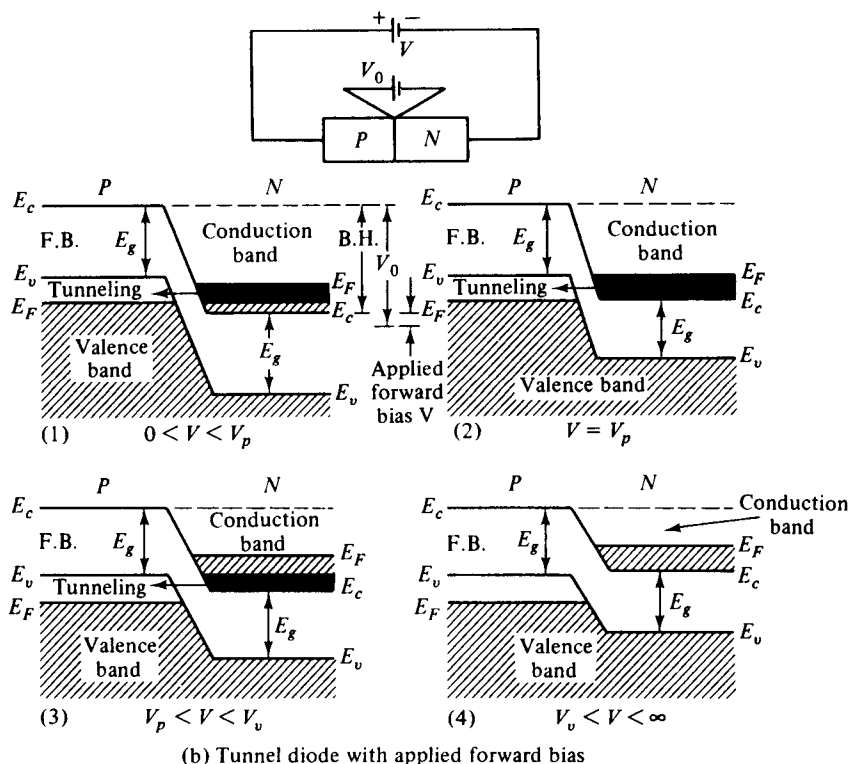 + −
V
V0
P N
P N
Ec
F.B. Eg Conduction band B.H. V0
Ev EF
Tunneling
EF Ec EF
Valence band Eg Applied forward bias V
Ev
(1) 0 < V < Vp
P N
Ec
F.B. Eg Conduction band
Ev EF
Tunneling
EF Ec
Eg
Ev
Valence band
(2) V = Vp
P N
Ec
F.B. Eg Conduction band
EF
Ev
Tunneling Ec
EF
Valence band Eg
Ev
(3) Vp < V < Vv
P N
Ec Conduction band
F.B. Eg
EF
Ev Ec
EF Eg
Valence band Ev
(4) Vv < V < ∞
(b) Tunnel diode with applied forward bias